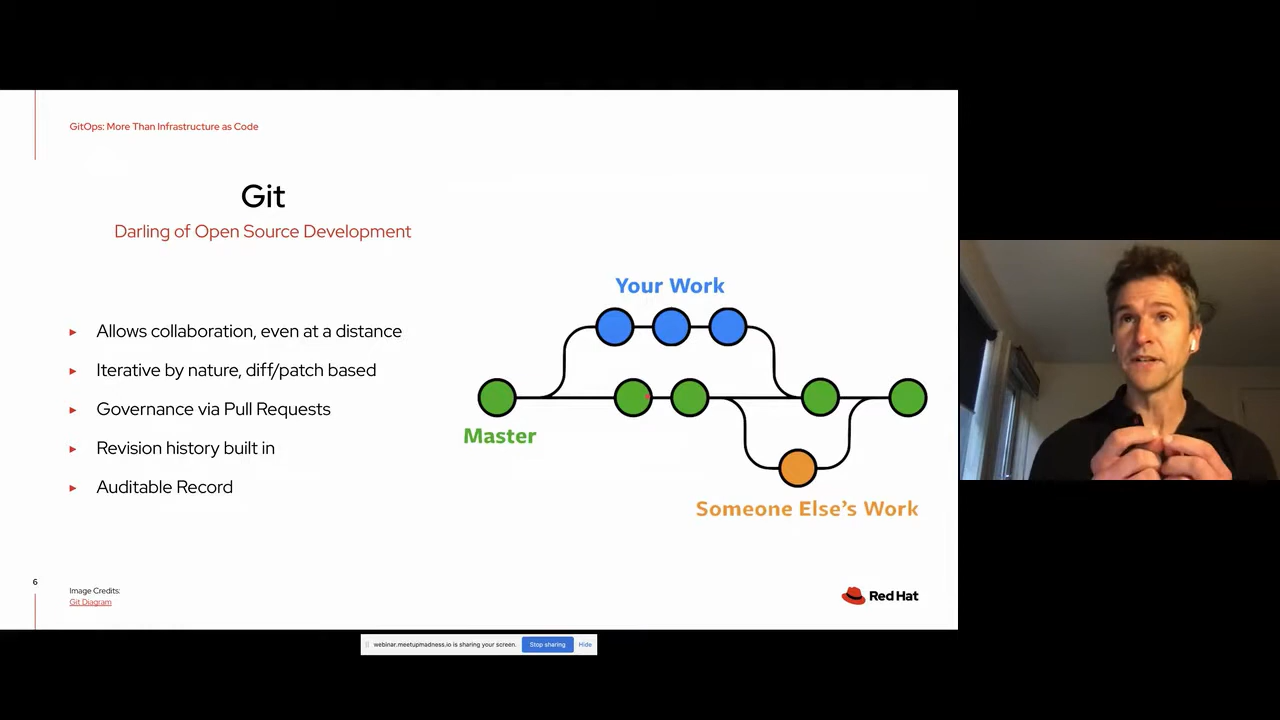 GitOps: More Than Infrastructure as Code
Git
Darling of Open Source Development
Allows collaboration, even at a distance
Iterative by nature, diff/patch based
Governance via Pull Requests
Revision history built in
Auditable Record
Your Work
Master
Someone Else's Work
6
Image Credits:
Git Diagram
Red Hat
webinar.meetupmadness.io is sharing your screen.
Stop sharing
Hide